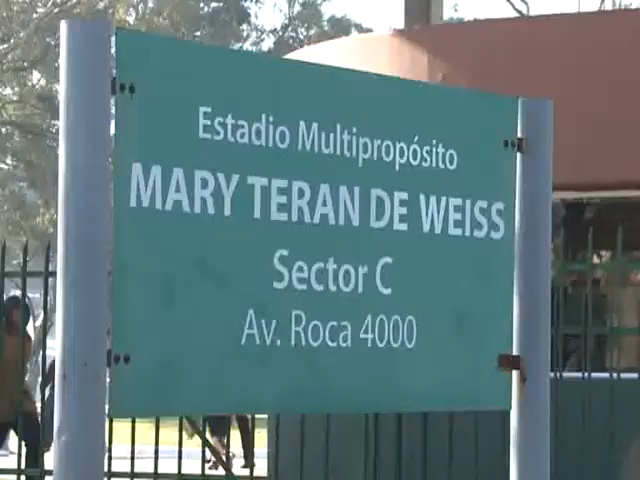 Estadio Multipropósito
MARY TERAN DE WEISS
Sector C
Av. Roca 4000